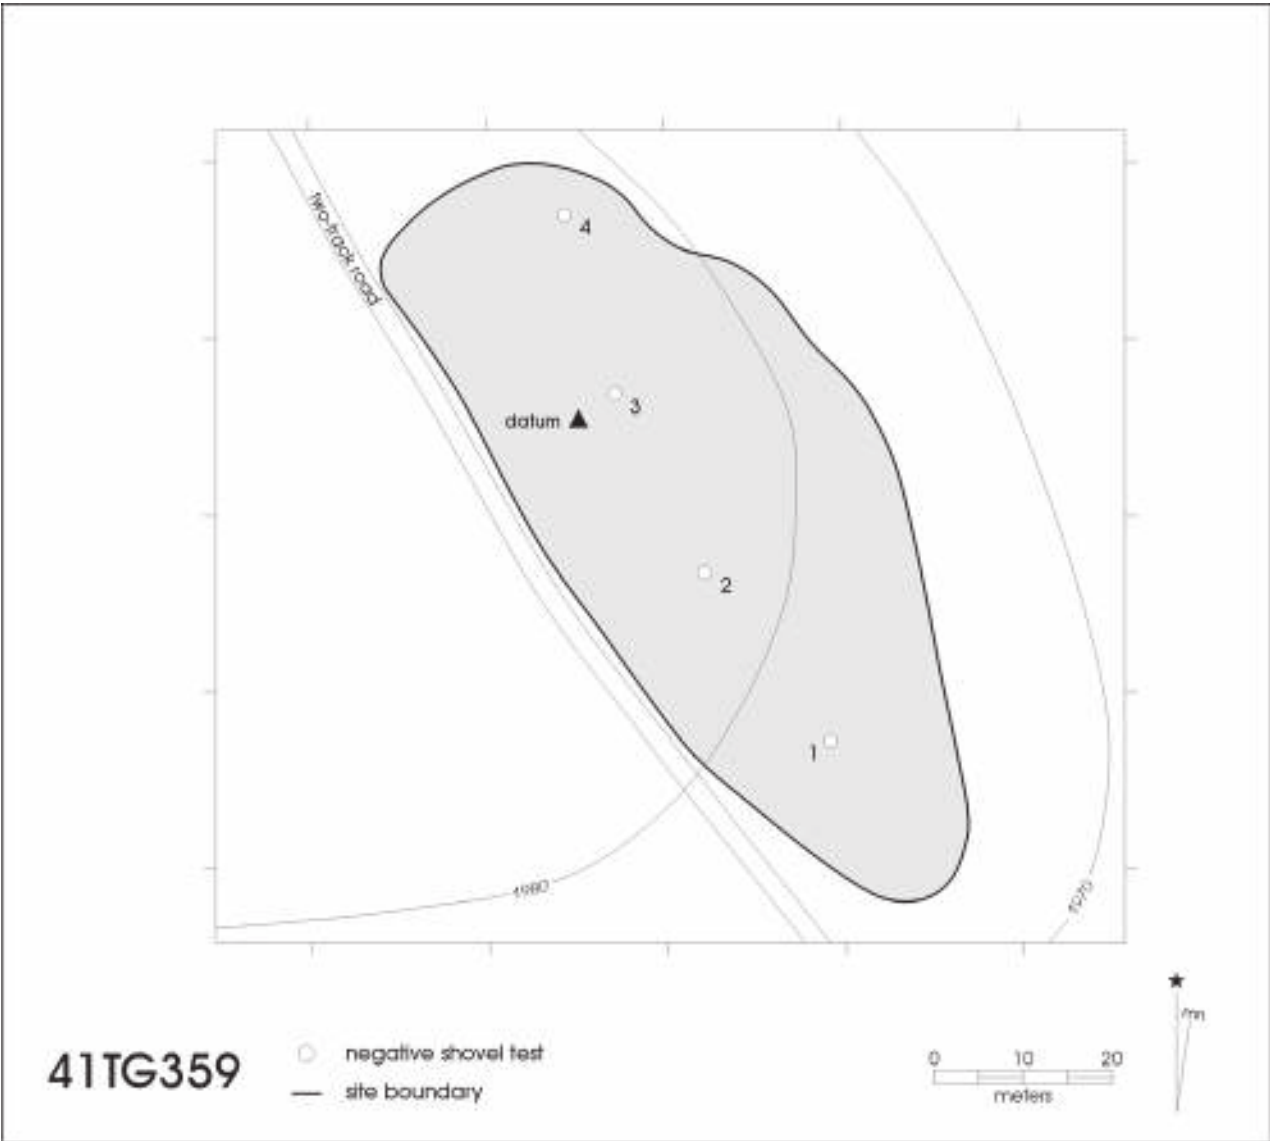 two-track road
4
3
datum
2
1
1980
1970
mn
41TG359
negative shovel test
site boundary
0 10 20
meters